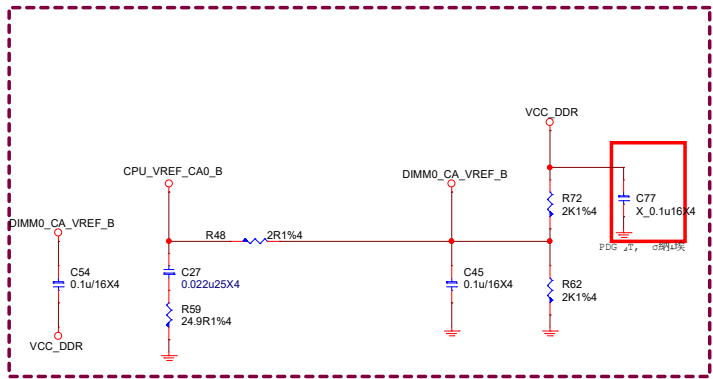 VCC_DDR
CPU_VREF_CA0_B
DIMM0_CA_VREF_B
R72
2K1%4
C77
X_0.1u16X4
DIMM0_CA_VREF_B
R48
2R1%4
PDG
C54
0.1u/16X4
C27
0.022u25X4
C45
0.1u/16X4
R62
2K1%4
R59
24.9R1%4
VCC_DDR